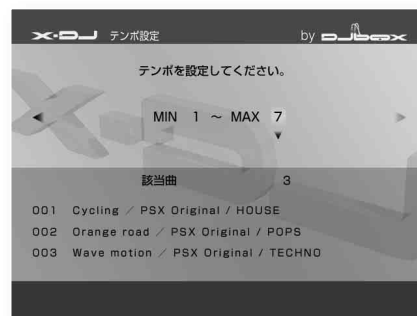 X-DJ テンポ設定 by DJbox
テンポを設定してください。
MIN 1 ～ MAX 7
該当曲 3
001 Cycling ／ PSX Original / HOUSE
002 Orange road ／ PSX Original / POPS
003 Wave motion ／ PSX Original / TECHNO